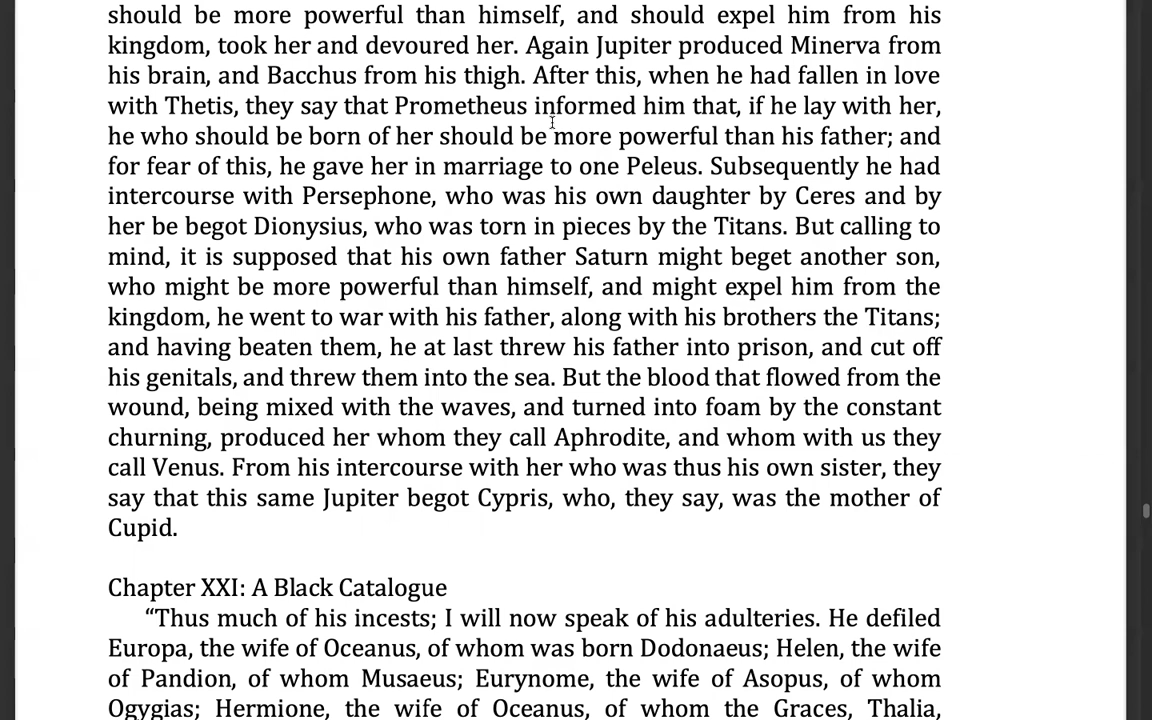 should be more powerful than himself, and should expel him from his
kingdom, took her and devoured her. Again Jupiter produced Minerva from
his brain, and Bacchus from his thigh. After this, when he had fallen in love
with Thetis, they say that Prometheus informed him that, if he lay with her,
he who should be born of her should be more powerful than his father; and
for fear of this, he gave her in marriage to one Peleus. Subsequently he had
intercourse with Persephone, who was his own daughter by Ceres and by
her be begot Dionysius, who was torn in pieces by the Titans. But calling to
mind, it is supposed that his own father Saturn might beget another son,
who might be more powerful than himself, and might expel him from the
kingdom, he went to war with his father, along with his brothers the Titans;
and having beaten them, he at last threw his father into prison, and cut off
his genitals, and threw them into the sea. But the blood that flowed from the
wound, being mixed with the waves, and turned into foam by the constant
churning, produced her whom they call Aphrodite, and whom with us they
call Venus. From his intercourse with her who was thus his own sister, they
say that this same Jupiter begot Cypris, who, they say, was the mother of
Cupid.
Chapter XXI: A Black Catalogue
“Thus much of his incests; I will now speak of his adulteries. He defiled
Europa, the wife of Oceanus, of whom was born Dodonaeus; Helen, the wife
of Pandion, of whom Musaeus; Eurynome, the wife of Asopus, of whom
Ogygias; Hermione, the wife of Oceanus, of whom the Graces, Thalia,